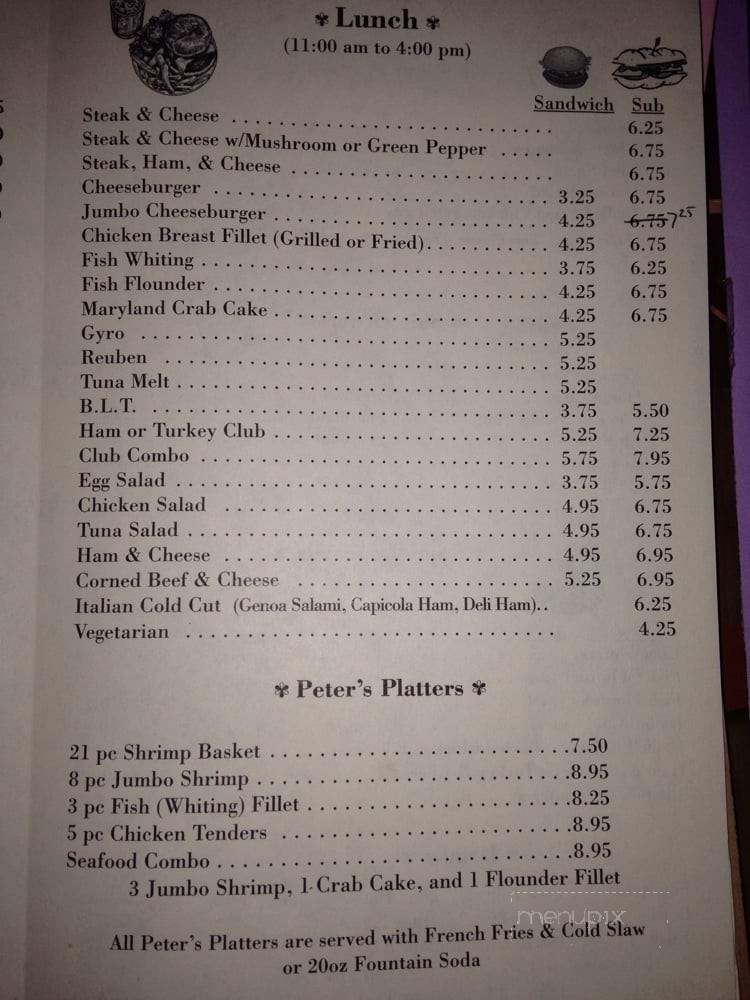 Lunch
(11:00 am to 4:00 pm)
Sandwich Sub
Steak & Cheese . . . . . . . . . . . . . . . . . . . . . . . . . . 6.25
Steak & Cheese w/Mushroom or Green Pepper . . . . . 6.75
Steak, Ham, & Cheese . . . . . . . . . . . . . . . . . . . . . 6.75
Cheeseburger . . . . . . . . . . . . . . . . . . . . . . . . . . . 3.25 6.75
Jumbo Cheeseburger . . . . . . . . . . . . . . . . . . . . . . 4.25 6.75 7 25
Chicken Breast Fillet (Grilled or Fried). . . . . . . . . . 4.25 6.75
Fish Whiting . . . . . . . . . . . . . . . . . . . . . . . . . . . . 3.75 6.25
Fish Flounder . . . . . . . . . . . . . . . . . . . . . . . . . . . 4.25 6.75
Maryland Crab Cake . . . . . . . . . . . . . . . . . . . . . . 4.25 6.75
Gyro . . . . . . . . . . . . . . . . . . . . . . . . . . . . . . . . . 5.25
Reuben . . . . . . . . . . . . . . . . . . . . . . . . . . . . . . . 5.25
Tuna Melt . . . . . . . . . . . . . . . . . . . . . . . . . . . . . . 5.25
B.L.T. . . . . . . . . . . . . . . . . . . . . . . . . . . . . . . . . 3.75 5.50
Ham or Turkey Club . . . . . . . . . . . . . . . . . . . . . . 5.25 7.25
Club Combo . . . . . . . . . . . . . . . . . . . . . . . . . . . . 5.75 7.95
Egg Salad . . . . . . . . . . . . . . . . . . . . . . . . . . . . . . 3.75 5.75
Chicken Salad . . . . . . . . . . . . . . . . . . . . . . . . . . 4.95 6.75
Tuna Salad . . . . . . . . . . . . . . . . . . . . . . . . . . . . . 4.95 6.75
Ham & Cheese . . . . . . . . . . . . . . . . . . . . . . . . . . 4.95 6.95
Corned Beef & Cheese . . . . . . . . . . . . . . . . . . . . 5.25 6.95
Italian Cold Cut (Genoa Salami, Capicola Ham, Deli Ham). . 6.25
Vegetarian . . . . . . . . . . . . . . . . . . . . . . . . . . . . . 4.25
Peter's Platters
21 pc Shrimp Basket . . . . . . . . . . . . . . . . . . . . . . . . .7.50
8 pc Jumbo Shrimp . . . . . . . . . . . . . . . . . . . . . . . . . .8.95
3 pc Fish (Whiting) Fillet . . . . . . . . . . . . . . . . . . . . . .8.25
5 pc Chicken Tenders . . . . . . . . . . . . . . . . . . . . . . . .8.95
Seafood Combo . . . . . . . . . . . . . . . . . . . . . . . . . . . . .8.95
3 Jumbo Shrimp, 1 Crab Cake, and 1 Flounder Fillet
menupix
All Peter's Platters are served with French Fries & Cold Slaw
or 20oz Fountain Soda